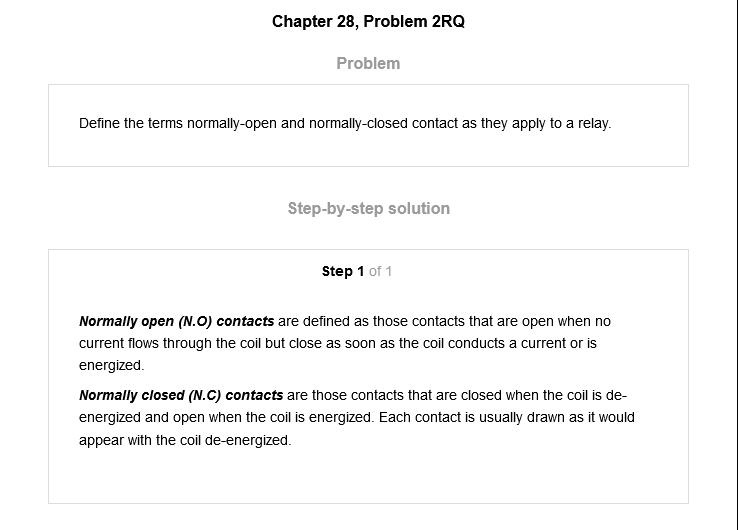 Chapter 28, Problem 2RQ
Problem
Define the terms normally-open and normally-closed contact as they apply to a relay.
Step-by-step solution
Step 1 of 1
Normally open (N.O) contacts are defined as those contacts that are open when no
current flows through the coil but close as soon as the coil conducts a current or is
energized.
Normally closed (N.C) contacts are those contacts that are closed when the coil is de-
energized and open when the coil is energized. Each contact is usually drawn as it would
appear with the coil de-energized.